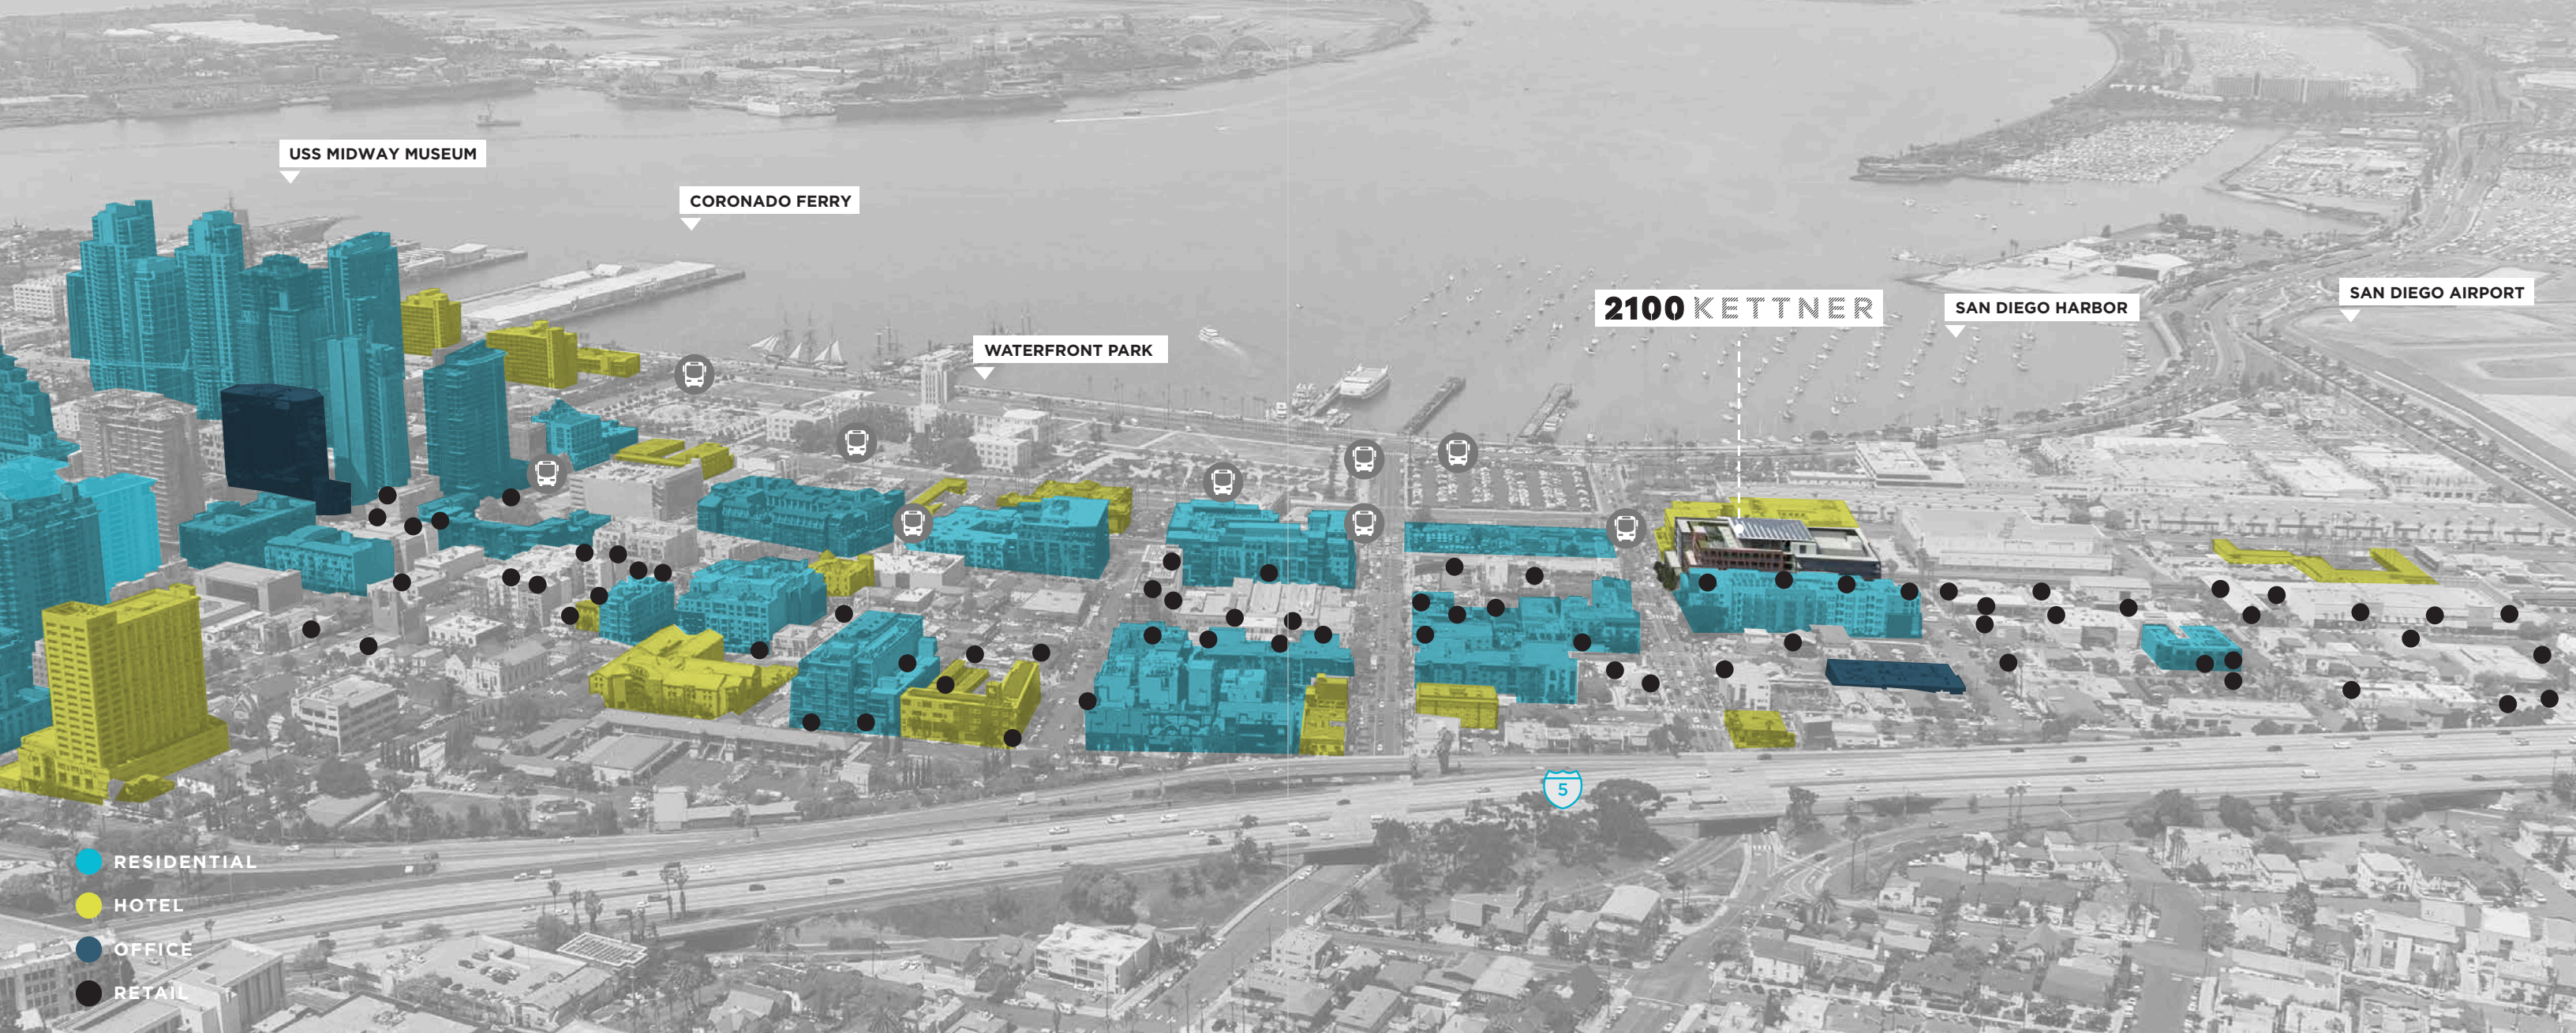 USS MIDWAY MUSEUM
CORONADO FERRY
WATERFRONT PARK
2100 KETTNER
SAN DIEGO HARBOR
SAN DIEGO AIRPORT
5
RESIDENTIAL
HOTEL
OFFICE
RETAIL